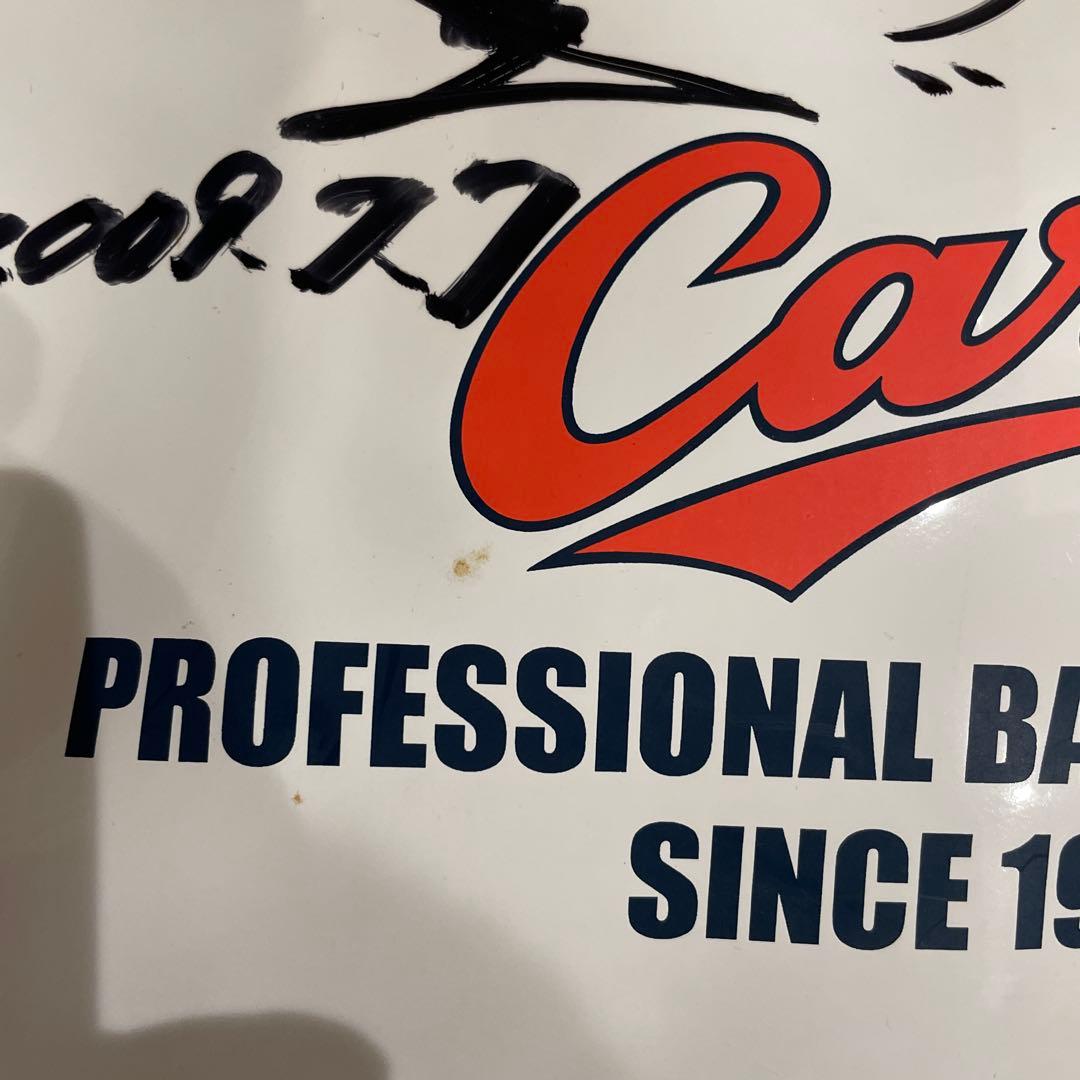 2009. 7.7
Car
PROFESSIONAL BA
SINCE 19